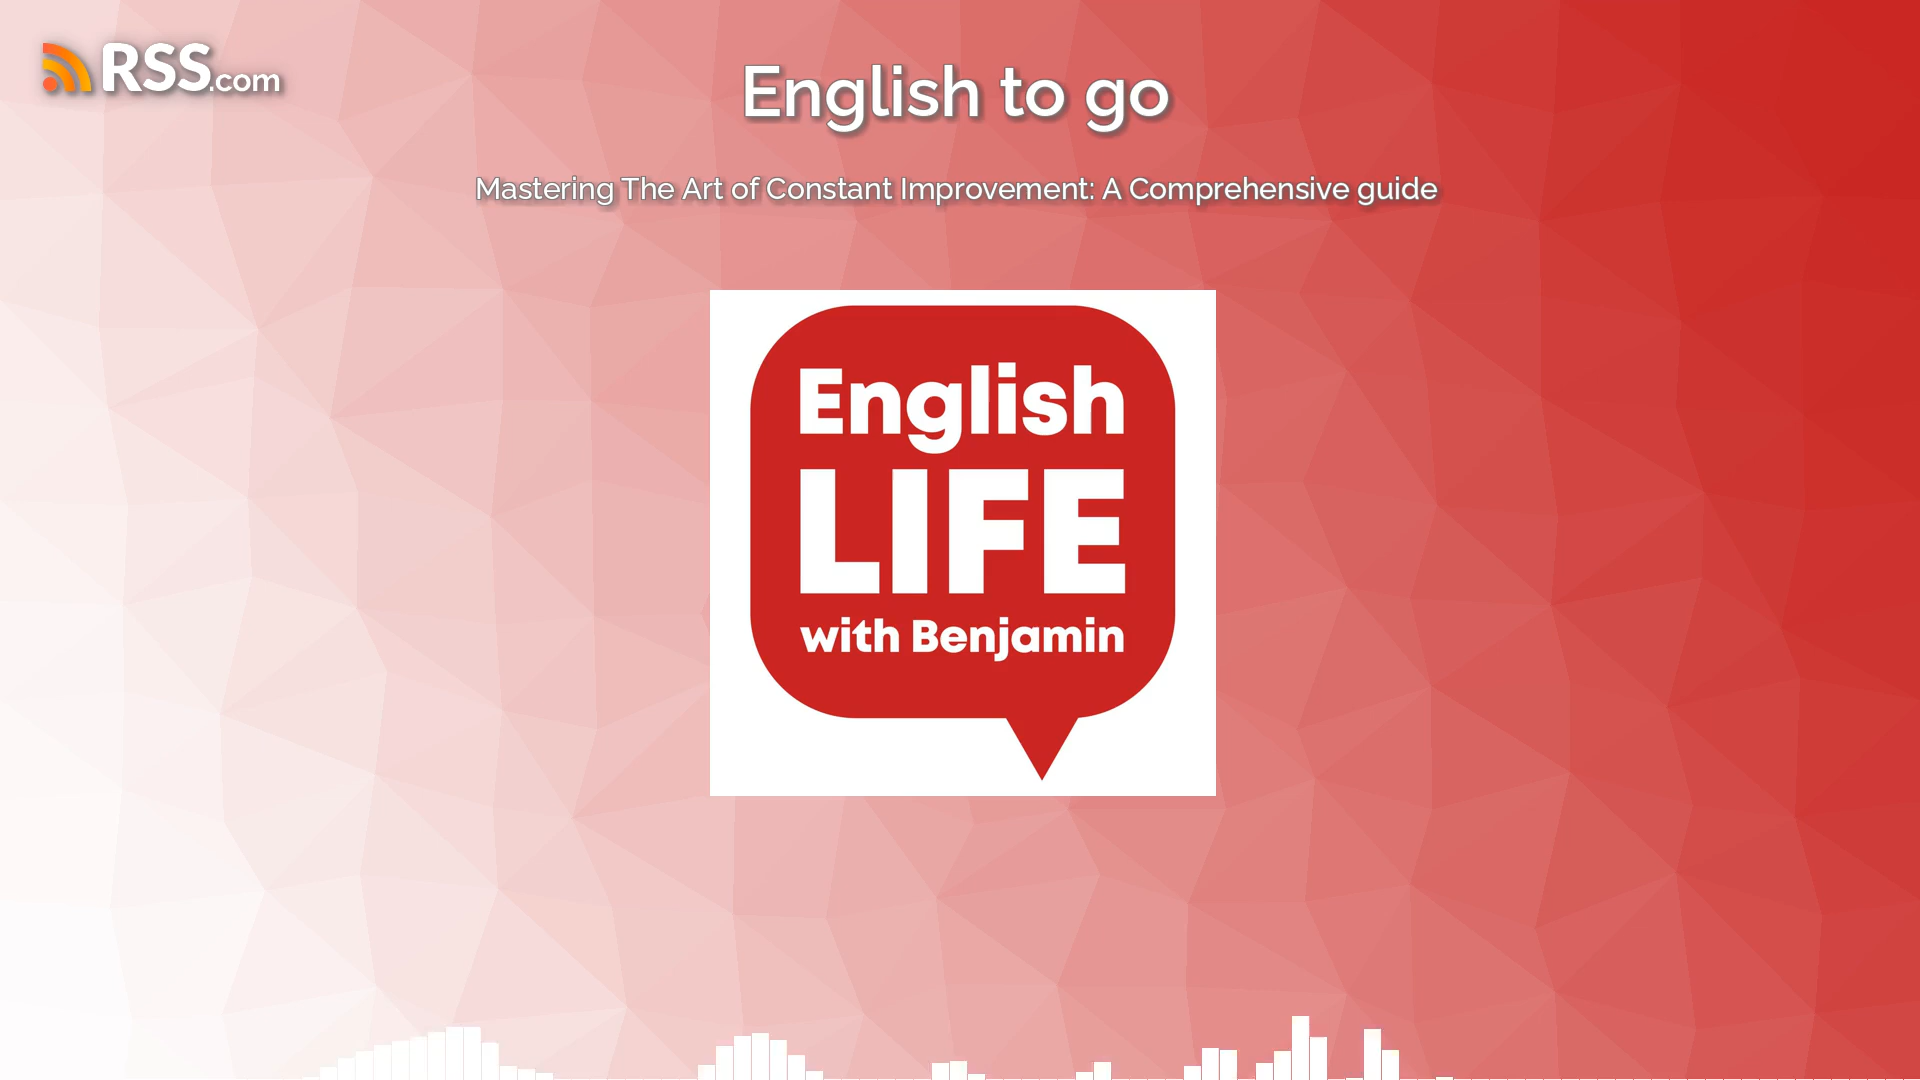 RSS.com
English to go
Mastering The Art of Constant Improvement: A Comprehensive guide
English
LIFE
with Benjamin